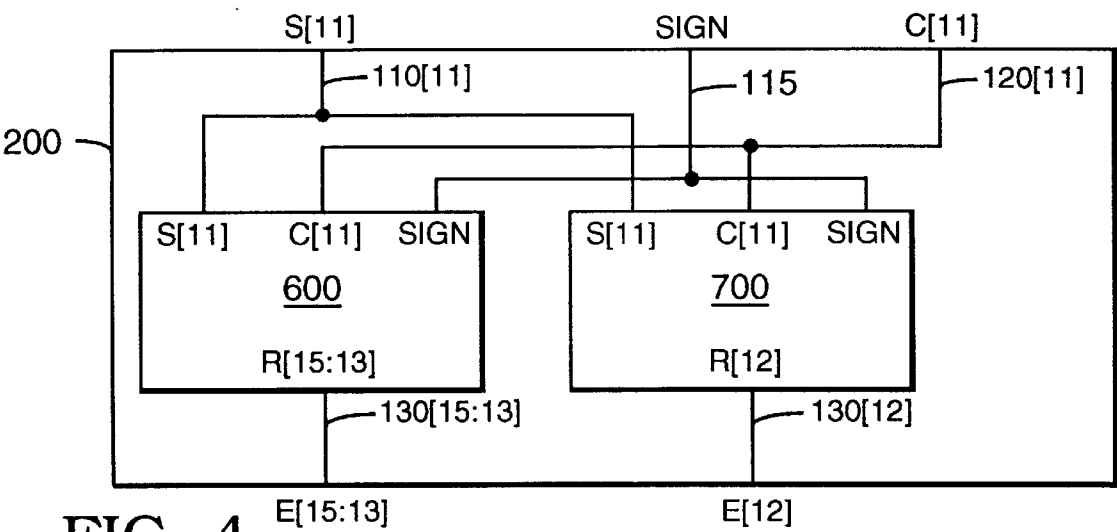 S[11] SIGN C[11]
110[11] 115 120[11]
200
S[11] C[11] SIGN S[11] C[11] SIGN
600 700
R[15:13] R[12]
130[15:13] 130[12]
E[15:13] E[12]
FIG. 4